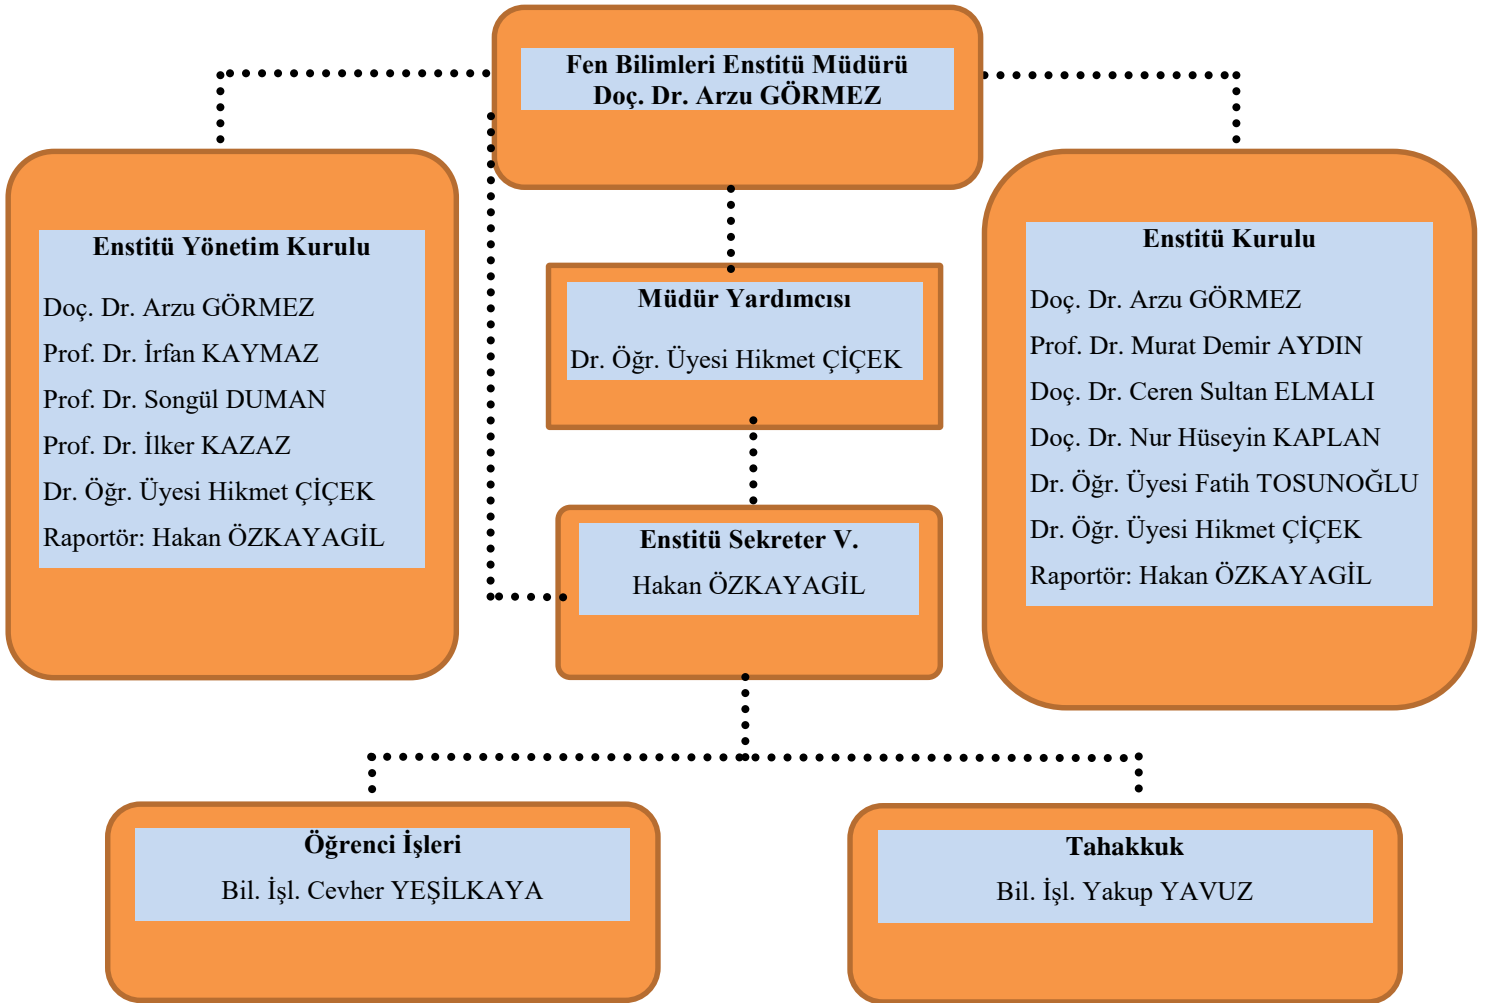 Fen Bilimleri Enstitü Müdürü
Doç. Dr. Arzu GÖRMEZ
Enstitü Yönetim Kurulu
Doç. Dr. Arzu GÖRMEZ
Prof. Dr. İrfan KAYMAZ
Prof. Dr. Songül DUMAN
Prof. Dr. İlker KAZAZ
Dr. Öğr. Üyesi Hikmet ÇİÇEK
Raportör: Hakan ÖZKAYAGİL
Müdür Yardımcısı
Dr. Öğr. Üyesi Hikmet ÇİÇEK
Enstitü Sekreter V.
Hakan ÖZKAYAGİL
Enstitü Kurulu
Doç. Dr. Arzu GÖRMEZ
Prof. Dr. Murat Demir AYDIN
Doç. Dr. Ceren Sultan ELMALI
Doç. Dr. Nur Hüseyin KAPLAN
Dr. Öğr. Üyesi Fatih TOSUNOĞLU
Dr. Öğr. Üyesi Hikmet ÇİÇEK
Raportör: Hakan ÖZKAYAGİL
Öğrenci İşleri
Bil. İşl. Cevher YEŞİLKAYA
Tahakkuk
Bil. İşl. Yakup YAVUZ